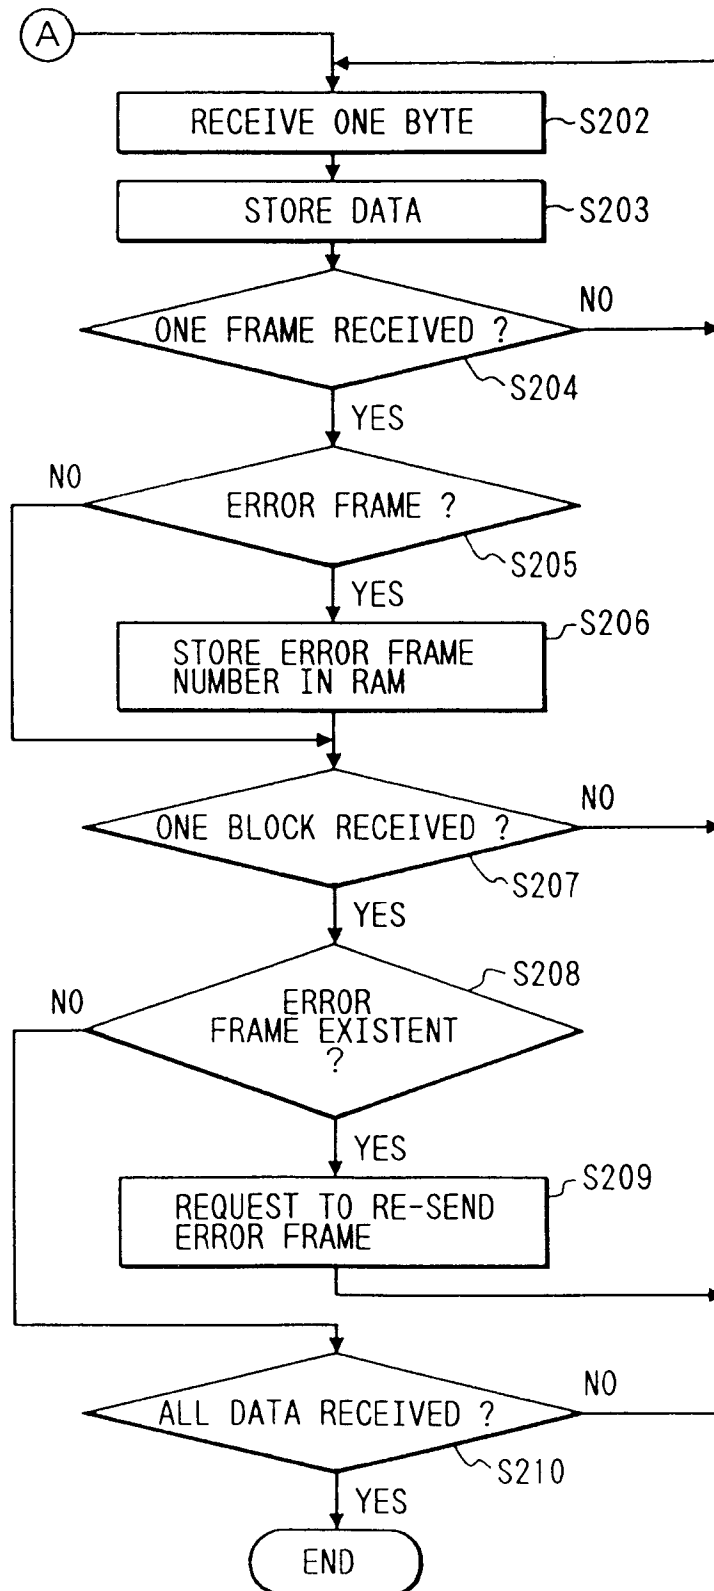 A
RECEIVE ONE BYTE
S202
STORE DATA
S203
ONE FRAME RECEIVED ?
NO
S204
YES
NO
ERROR FRAME ?
S205
YES
S206
STORE ERROR FRAME
NUMBER IN RAM
ONE BLOCK RECEIVED ?
NO
S207
YES
S208
NO
ERROR
FRAME EXISTENT
?
YES
S209
REQUEST TO RE-SEND
ERROR FRAME
ALL DATA RECEIVED ?
NO
S210
YES
END